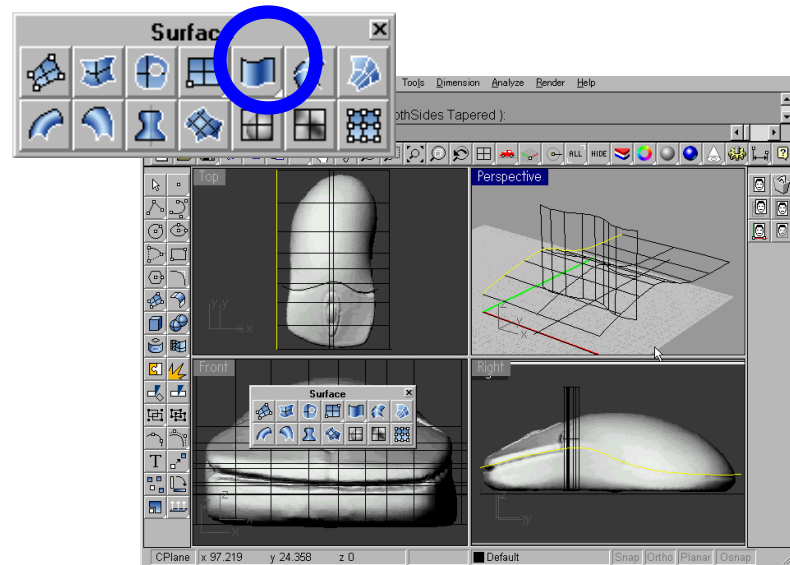 Surfac
Tools Dimension Analyze Render Help
othSides Tapered ):
ALL HIDE
Top
Perspective
y
x
z
y
x
Front
Right
Surface
T
z
x
z
y
CPlane x 97.219 y 24.358 z 0 Default Snap Ortho Planar Osnap